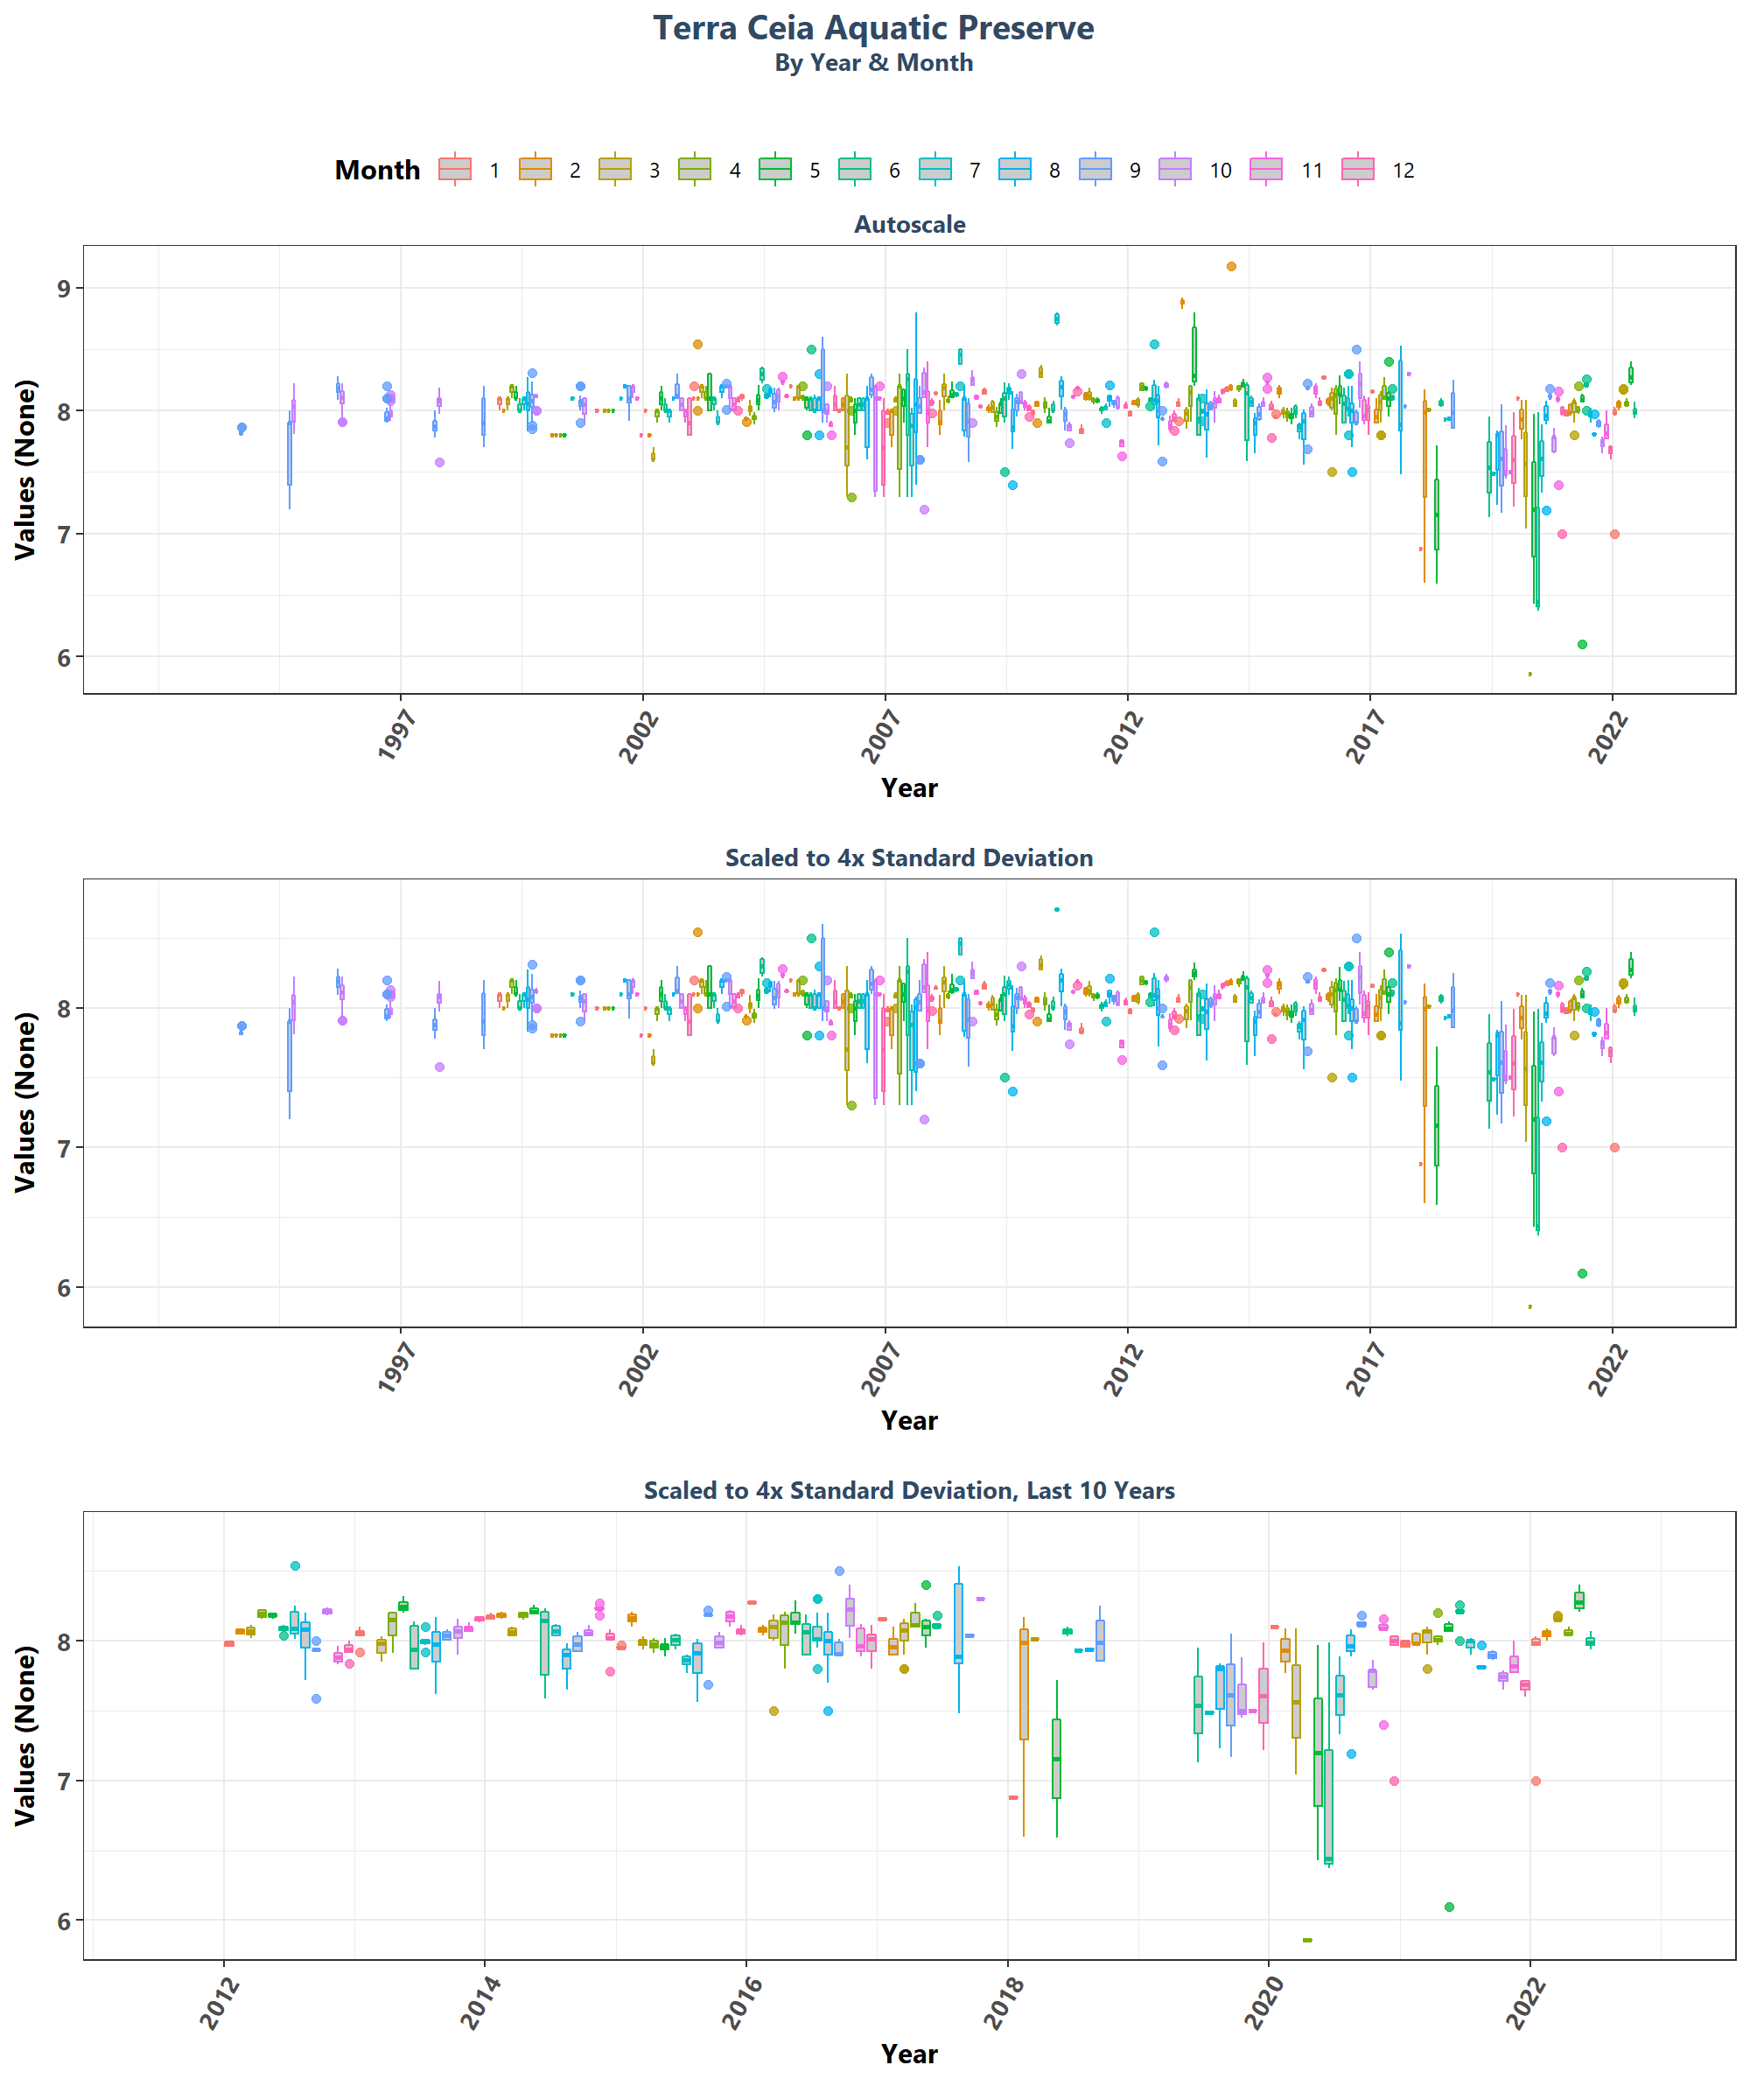 Terra Ceia Aquatic Preserve
By Year & Month
Month 1 2 3 4 5 6 7 8 9 10 11 12
Autoscale
Values (None)
9
8
7
6
1997 2002 2007 2012 2017 2022
Year
Scaled to 4x Standard Deviation
Values (None)
8
7
6
1997 2002 2007 2012 2017 2022
Year
Scaled to 4x Standard Deviation, Last 10 Years
Values (None)
8
7
6
2012 2014 2016 2018 2020 2022
Year